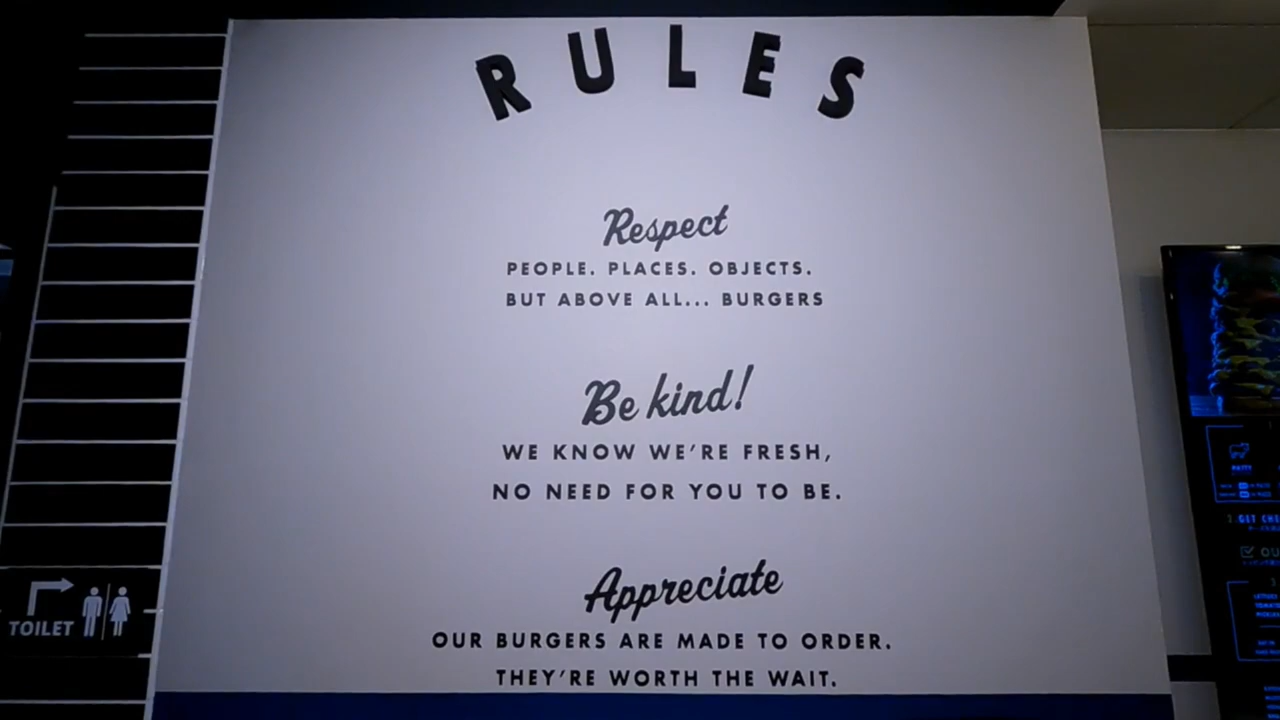 RULES
Respect
PEOPLE. PLACES. OBJECTS.
BUT ABOVE ALL... BURGERS
Be kind!
WE KNOW WE'RE FRESH,
NO NEED FOR YOU TO BE.
Appreciate
OUR BURGERS ARE MADE TO ORDER.
THEY'RE WORTH THE WAIT.
TOILET
PATTY